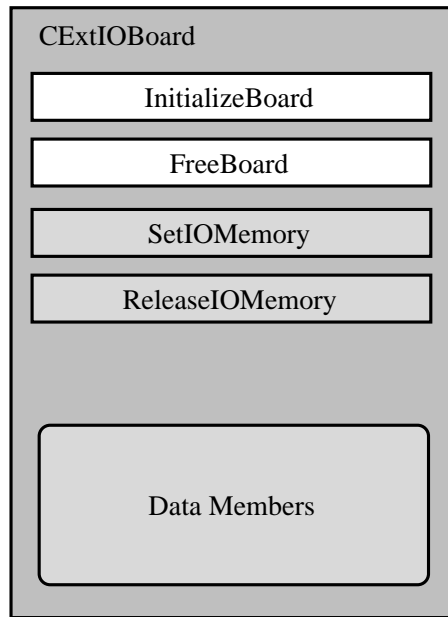 CExtIOBoard
InitializeBoard
FreeBoard
SetIOMemory
ReleaseIOMemory
Data Members